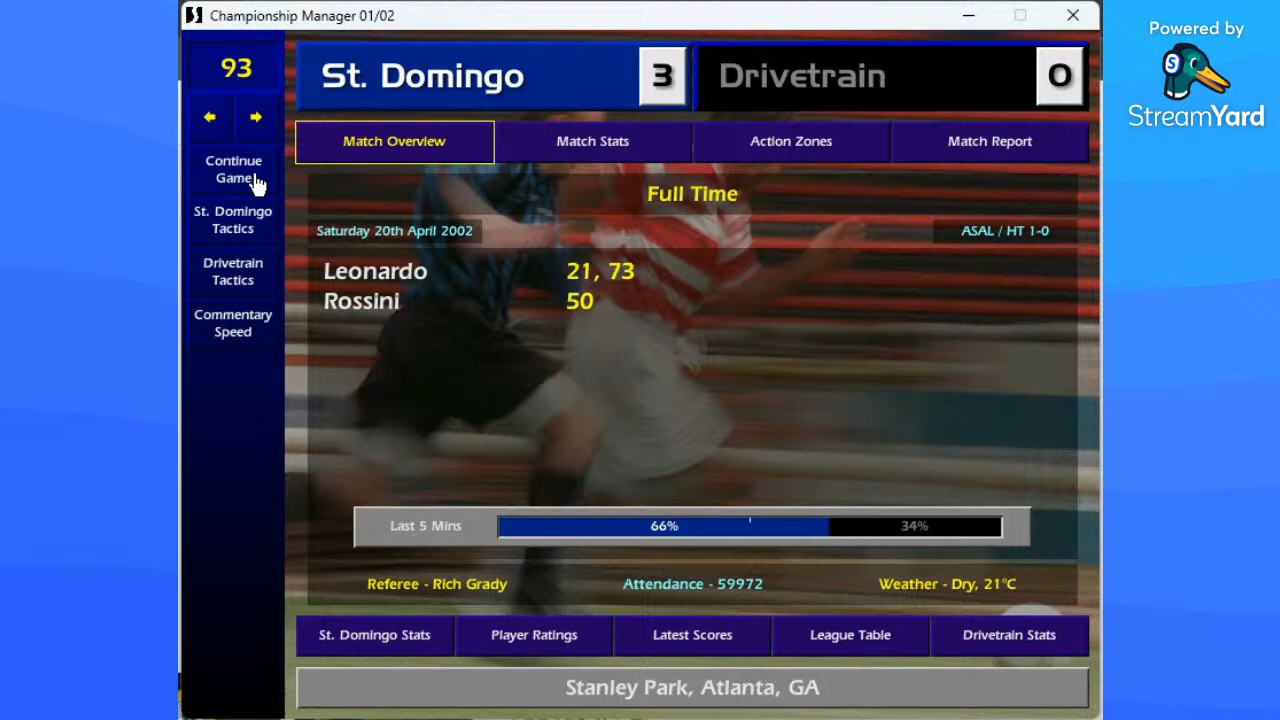 Championship Manager 01/02
Powered by
StreamYard
93
St. Domingo 3 Drivetrain 0
Match Overview Match Stats Action Zones Match Report
Continue
Game
St. Domingo
Tactics
Drivetrain
Tactics
Commentary
Speed
Full Time
Saturday 20th April 2002 ASAL / HT 1-0
Leonardo 21, 73
Rossini 50
Last 5 Mins 66% 34%
Referee - Rich Grady Attendance - 59972 Weather - Dry, 21°C
St. Domingo Stats Player Ratings Latest Scores League Table Drivetrain Stats
Stanley Park, Atlanta, GA